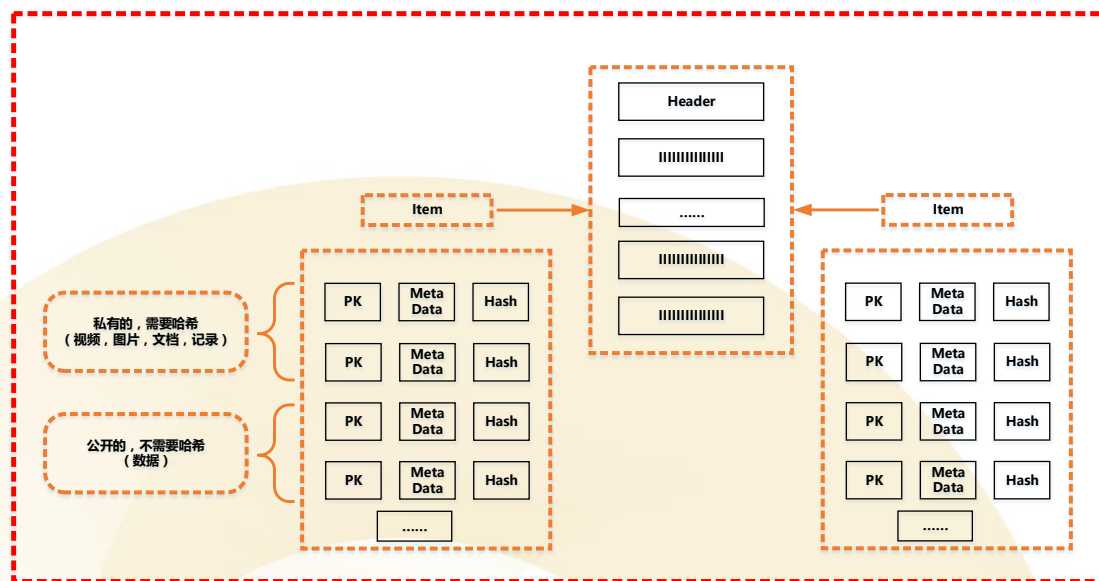 Header
IIIIIIIIIIIIIII
Item
......
Item
IIIIIIIIIIIIIII
IIIIIIIIIIIIIII
私有的，需要哈希
（视频，图片，文档，记录）
PK Meta Data Hash
PK Meta Data Hash
公开的，不需要哈希
（数据）
PK Meta Data Hash
PK Meta Data Hash
......
PK Meta Data Hash
PK Meta Data Hash
PK Meta Data Hash
PK Meta Data Hash
......